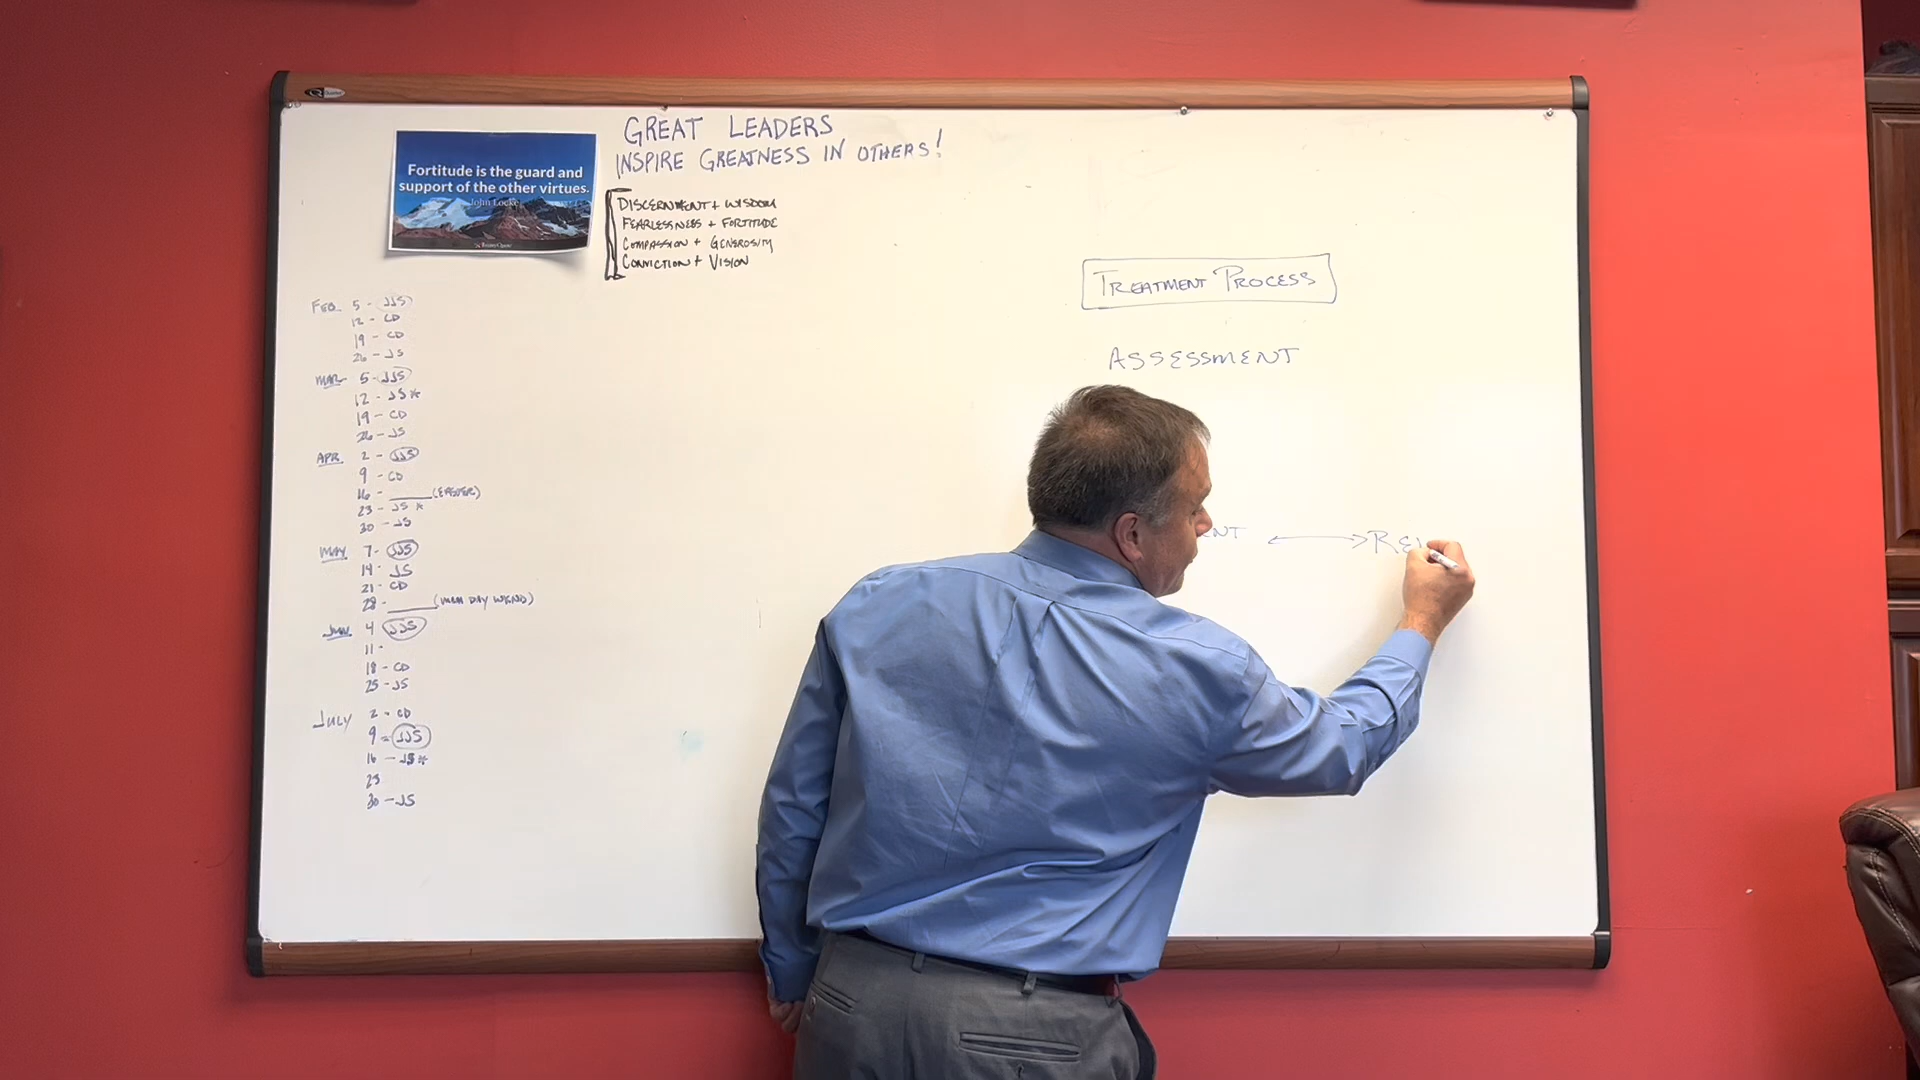 Fortitude is the guard and
support of the other virtues.
John Locke
GREAT LEADERS
INSPIRE GREATNESS IN OTHERS!
DISCERNMENT + WISDOM
FEARLESSNESS + FORTITUDE
COMPASSION + GENEROSITY
CONVICTION + VISION
FEB. 5 - JJS
12 - CD
19 - CD
26 - JS
MAR 5 - JJS
12 - JS*
19 - CD
26 - JS
APR. 2 - JJS
9 - CD
16 - ______ (EASTER)
23 - JS *
30 - JS
MAY 7 - JJS
14 - JS
21 - CD
28 - ______ (MEM DAY WKND)
JUN. 4 JJS
11 -
18 - CD
25 - JS
JULY 2 - CD
9 - JJS
16 - JS*
23
30 - JS
TREATMENT PROCESS
ASSESSMENT
ENT ⟷ RE